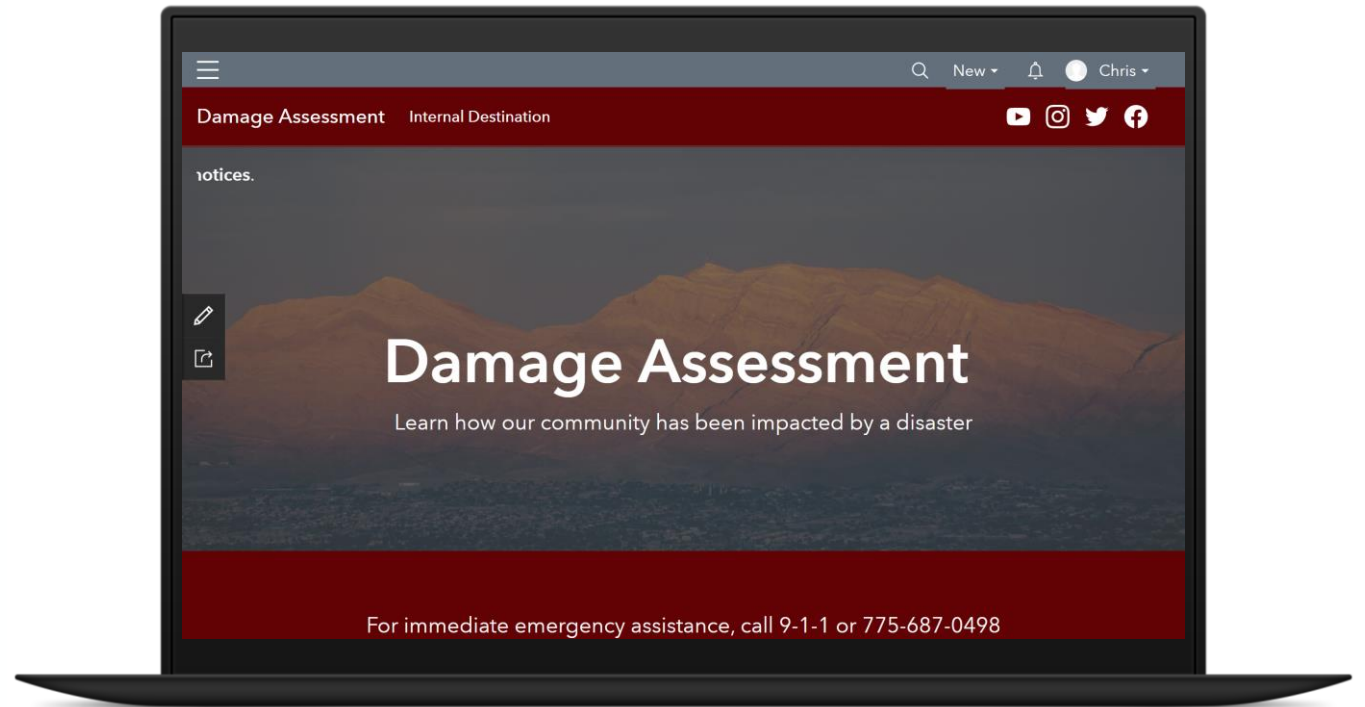 New
Chris
Damage Assessment
Internal Destination
notices.
Damage Assessment
Learn how our community has been impacted by a disaster
For immediate emergency assistance, call 9-1-1 or 775-687-0498